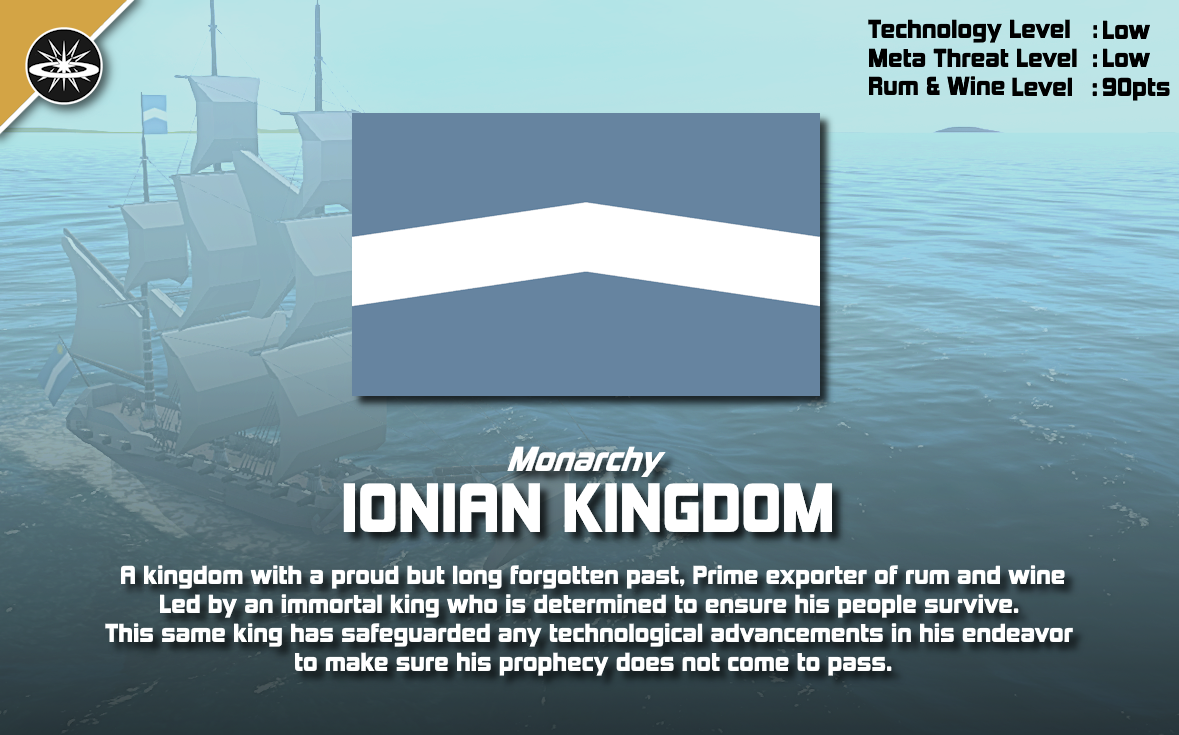 Technology Level : Low
Meta Threat Level : Low
Rum & Wine Level : 90pts
Monarchy
IONIAN KINGDOM
A kingdom with a proud but long forgotten past, Prime exporter of rum and wine
Led by an immortal king who is determined to ensure his people survive.
This same king has safeguarded any technological advancements in his endeavor
to make sure his prophecy does not come to pass.